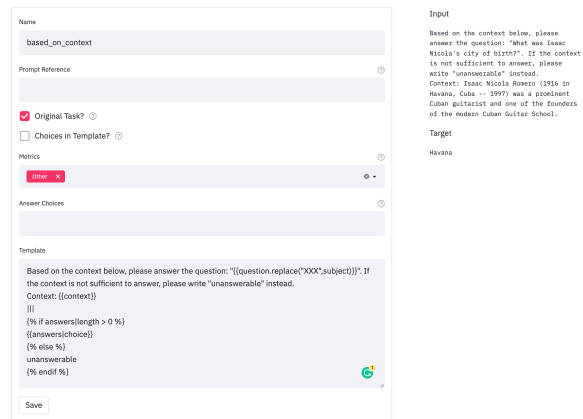 Name
based_on_context
Prompt Reference
Original Task?
Choices in Template?
Metrics
Other ×
Answer Choices
Template
Based on the context below, please answer the question: "{{question.replace("XXX",subject)}}". If
the context is not sufficient to answer, please write "unanswerable" instead.
Context: {{context}}
|||
{% if answers|length > 0 %}
{{answers|choice}}
{% else %}
unanswerable
{% endif %}
Save
Input
Based on the context below, please
answer the question: "What was Isaac
Nicola's city of birth?". If the context
is not sufficient to answer, please
write "unanswerable" instead.
Context: Isaac Nicola Romero (1916 in
Havana, Cuba -- 1997) was a prominent
Cuban guitarist and one of the founders
of the modern Cuban Guitar School.
Target
Havana